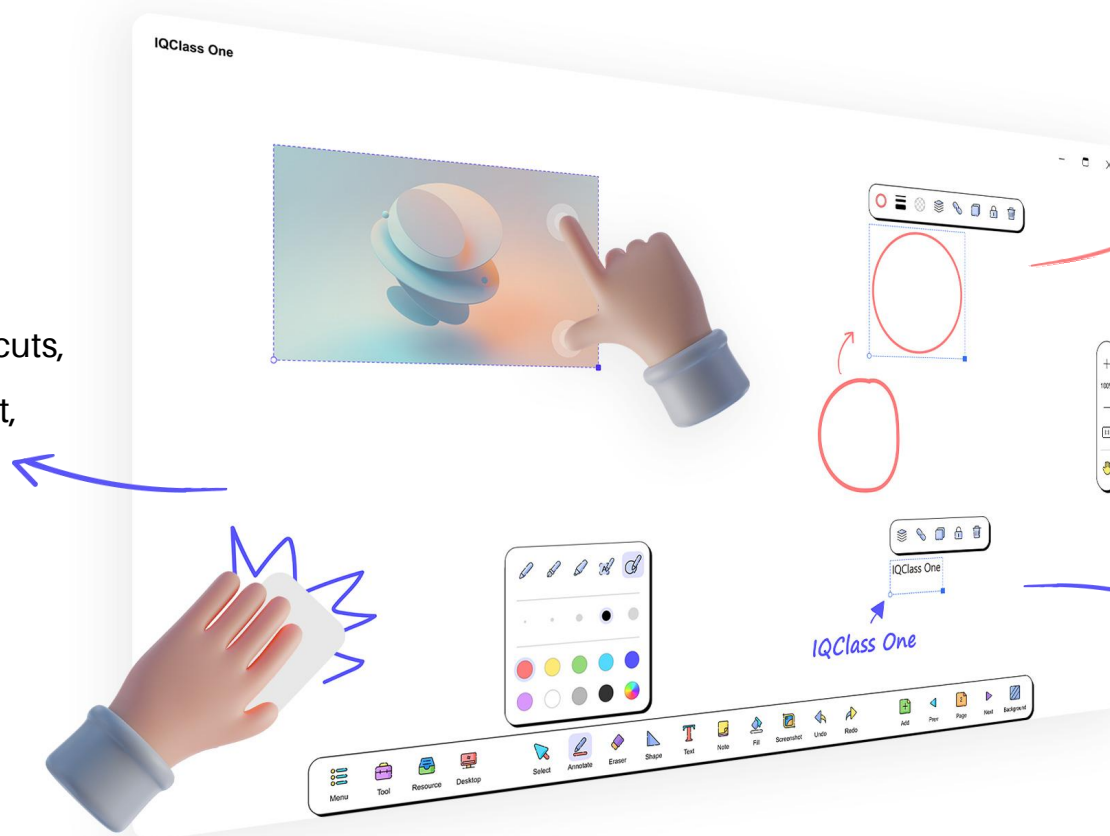 IQClass One
cuts,
t,
100%
IQClass One
IQClass One
Menu Tool Resource Desktop Select Annotate Eraser Shape Text Note Fill Screenshot Undo Redo Add Prev Page Next Background